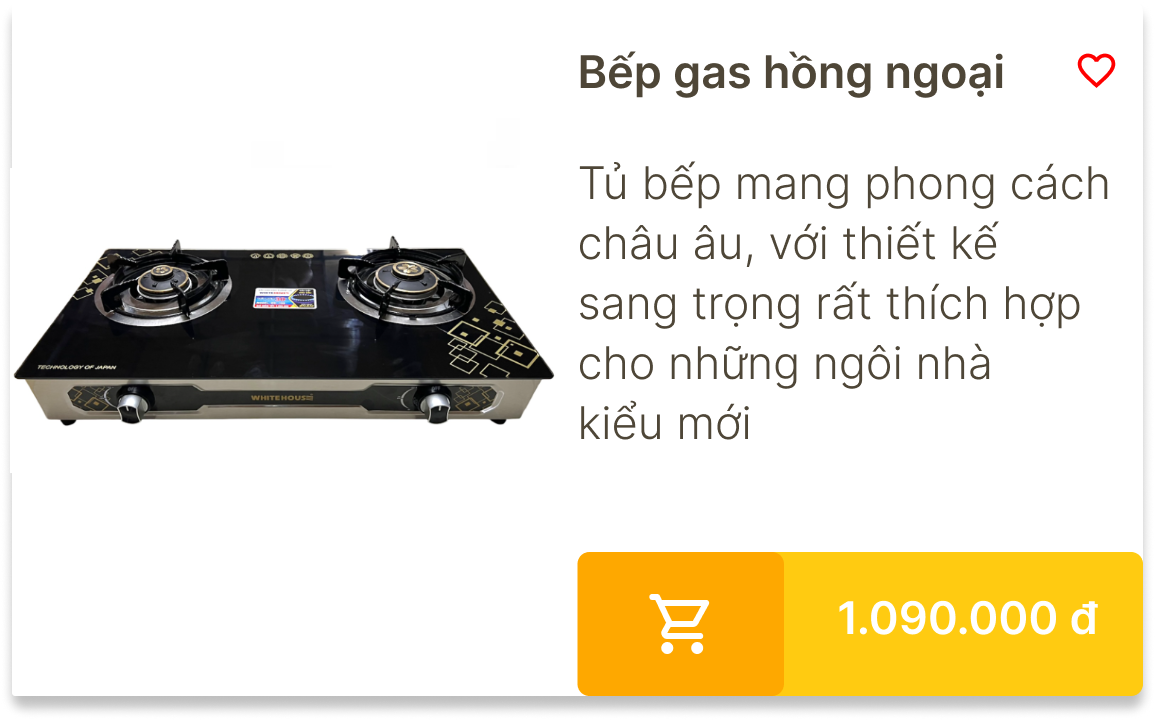 Bếp gas hồng ngoại
Tủ bếp mang phong cách
châu âu, với thiết kế
sang trọng rất thích hợp
cho những ngôi nhà
kiểu mới
TECHNOLOGY OF JAPAN
WHITEHOUSE
1.090.000 đ